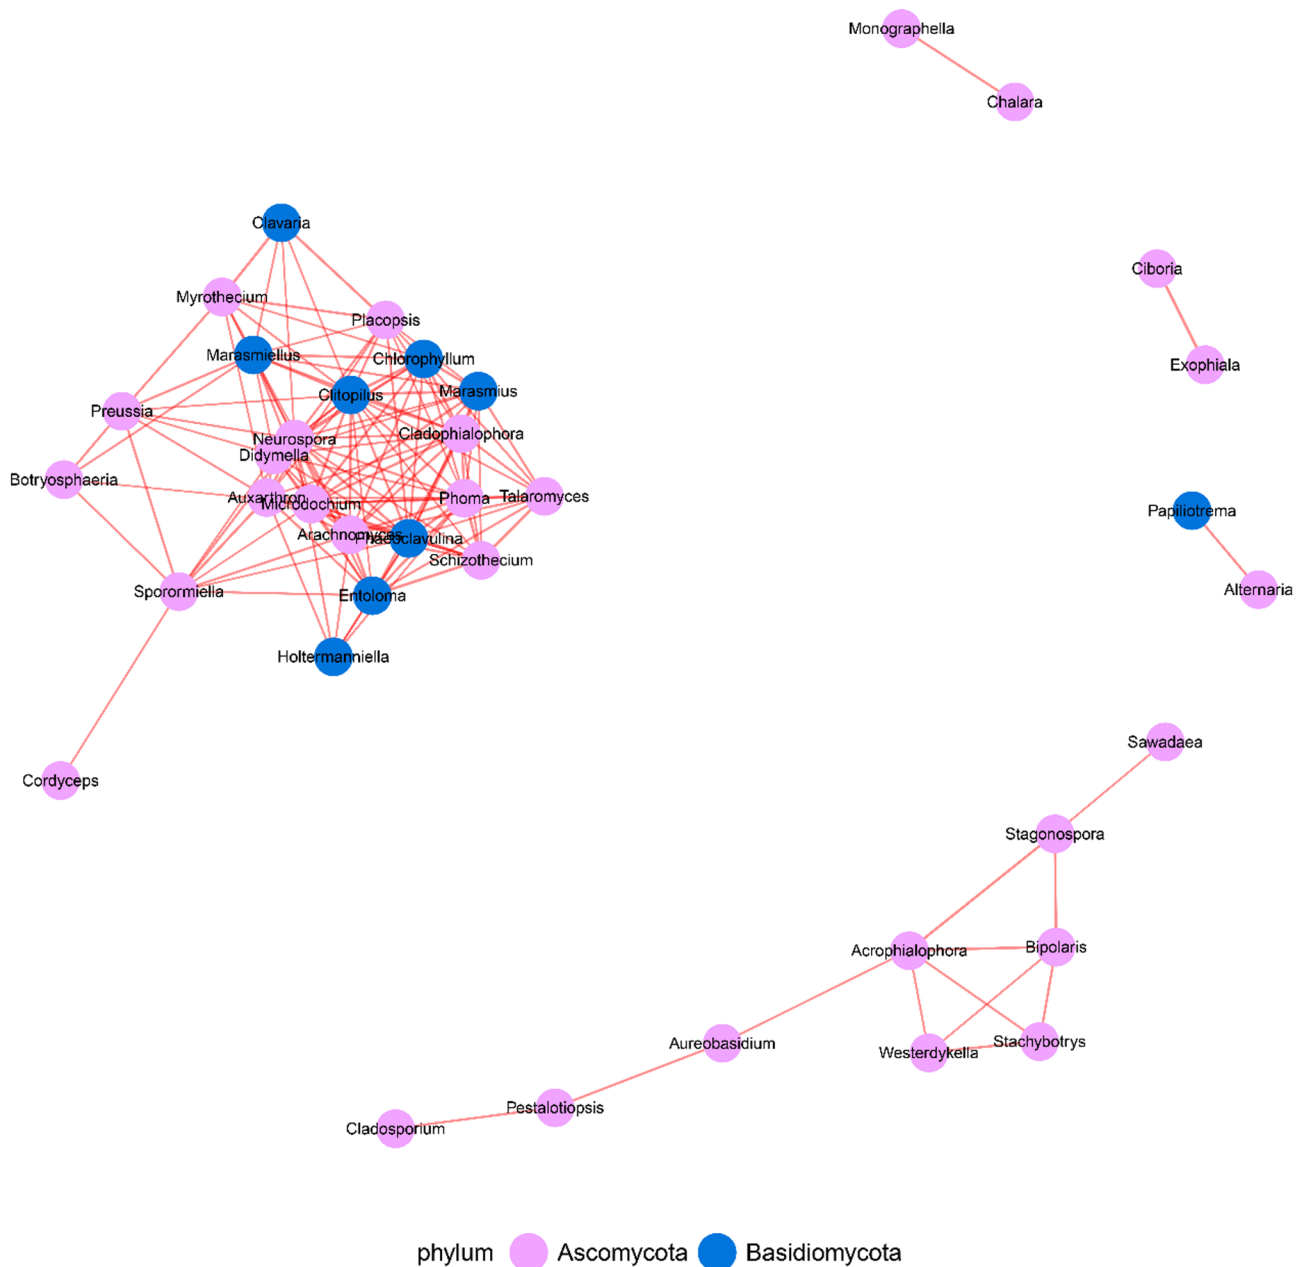 Monographella
Chalara
Clavaria
Ciboria
Myrothecium
Placopsis
Marasmiellus
Chlorophyllum
Exophiala
Clitopilus
Marasmius
Preussia
Neurospora
Cladophialophora
Didymella
Botryosphaeria
Auxarthron
Microdochium
Phoma
Talaromyces
Papiliotrema
Arachnomyces
Phaeoclavulina
Schizothecium
Sporormiella
Entoloma
Alternaria
Holtermanniella
Sawadaea
Cordyceps
Stagonospora
Acrophialophora
Bipolaris
Aureobasidium
Westerdykella
Stachybotrys
Pestalotiopsis
Cladosporium
phylum Ascomycota Basidiomycota